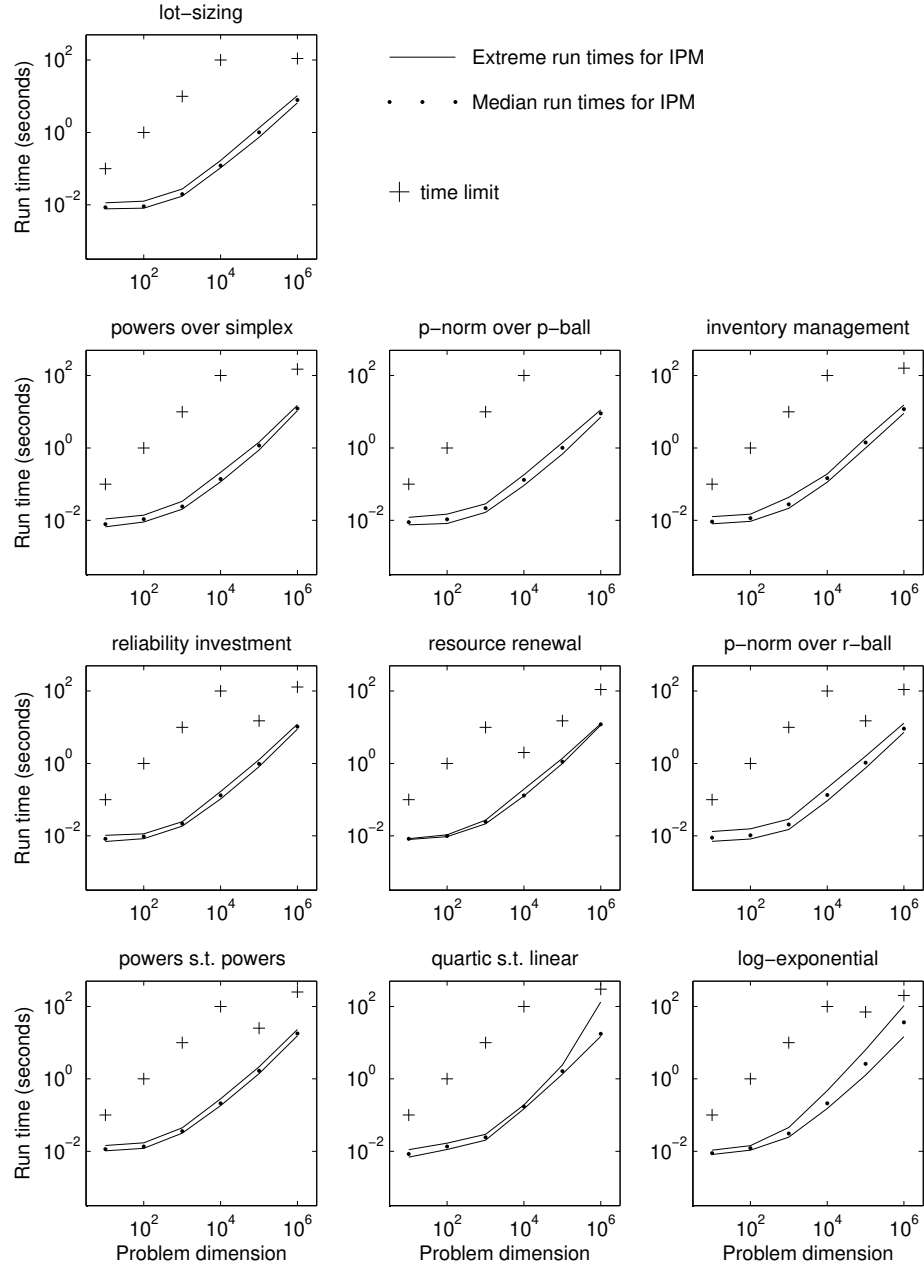 lot−sizing
Extreme run times for IPM
Median run times for IPM
time limit
Run time (seconds)
10^2
10^0
10^−2
10^2 10^4 10^6
powers over simplex
p−norm over p−ball
inventory management
Run time (seconds)
10^2
10^0
10^−2
10^2 10^4 10^6
10^2
10^0
10^−2
10^2 10^4 10^6
10^2
10^0
10^−2
10^2 10^4 10^6
reliability investment
resource renewal
p−norm over r−ball
Run time (seconds)
10^2
10^0
10^−2
10^2 10^4 10^6
10^2
10^0
10^−2
10^2 10^4 10^6
10^2
10^0
10^−2
10^2 10^4 10^6
powers s.t. powers
quartic s.t. linear
log−exponential
Run time (seconds)
10^2
10^0
10^−2
10^2 10^4 10^6
Problem dimension
10^2
10^0
10^−2
10^2 10^4 10^6
Problem dimension
10^2
10^0
10^−2
10^2 10^4 10^6
Problem dimension